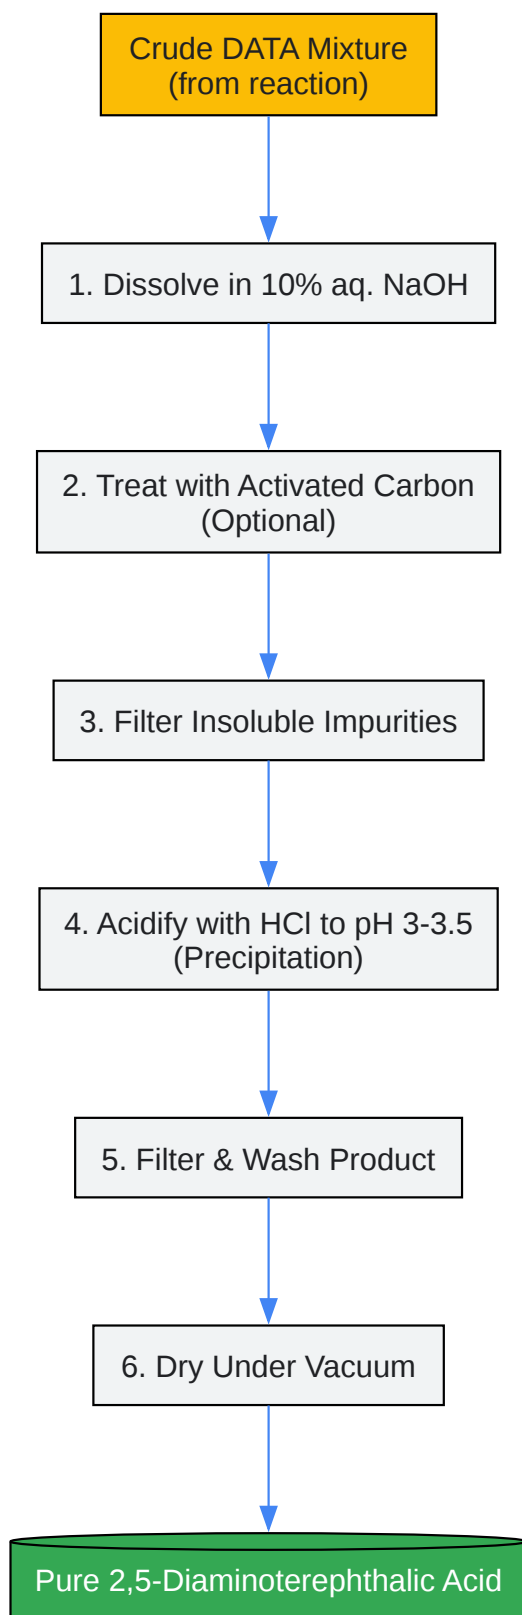 Crude DATA Mixture
(from reaction)
1. Dissolve in 10% aq. NaOH
2. Treat with Activated Carbon
(Optional)
3. Filter Insoluble Impurities
4. Acidify with HCl to pH 3-3.5
(Precipitation)
5. Filter & Wash Product
6. Dry Under Vacuum
Pure 2,5-Diaminoterephthalic Acid